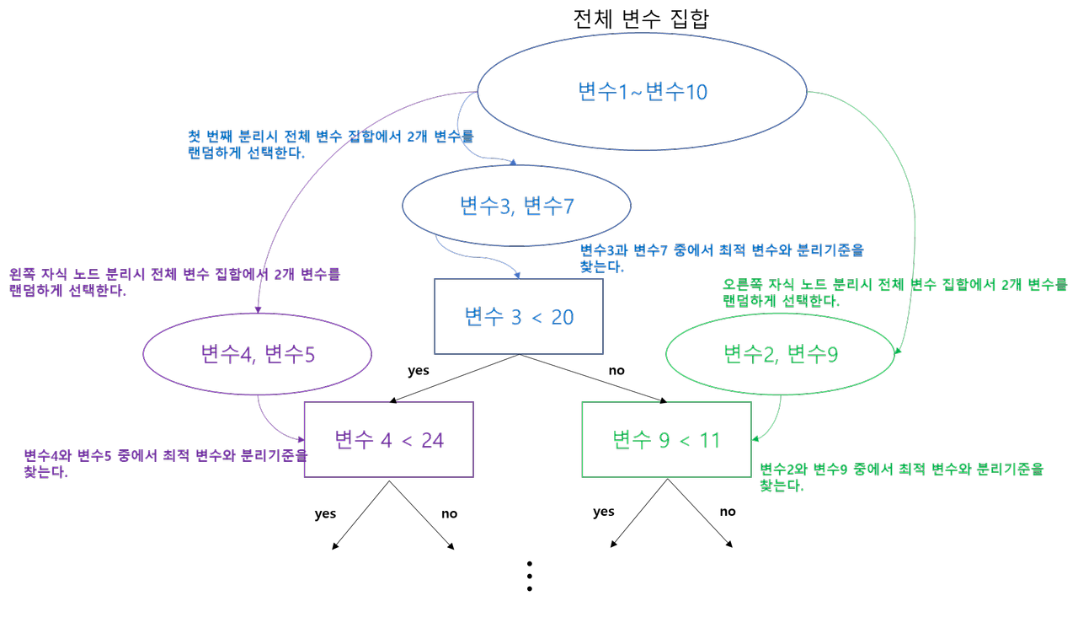 전체 변수 집합
변수1~변수10
첫 번째 분리시 전체 변수 집합에서 2개 변수를
랜덤하게 선택한다.
변수3, 변수7
변수3과 변수7 중에서 최적 변수와 분리기준을
찾는다.
왼쪽 자식 노드 분리시 전체 변수 집합에서 2개 변수를
랜덤하게 선택한다.
오른쪽 자식 노드 분리시 전체 변수 집합에서 2개 변수를
랜덤하게 선택한다.
변수 3 < 20
변수4, 변수5
변수2, 변수9
yes
no
변수 4 < 24
변수 9 < 11
변수4와 변수5 중에서 최적 변수와 분리기준을
찾는다.
변수2와 변수9 중에서 최적 변수와 분리기준을
찾는다.
yes
no
yes
no